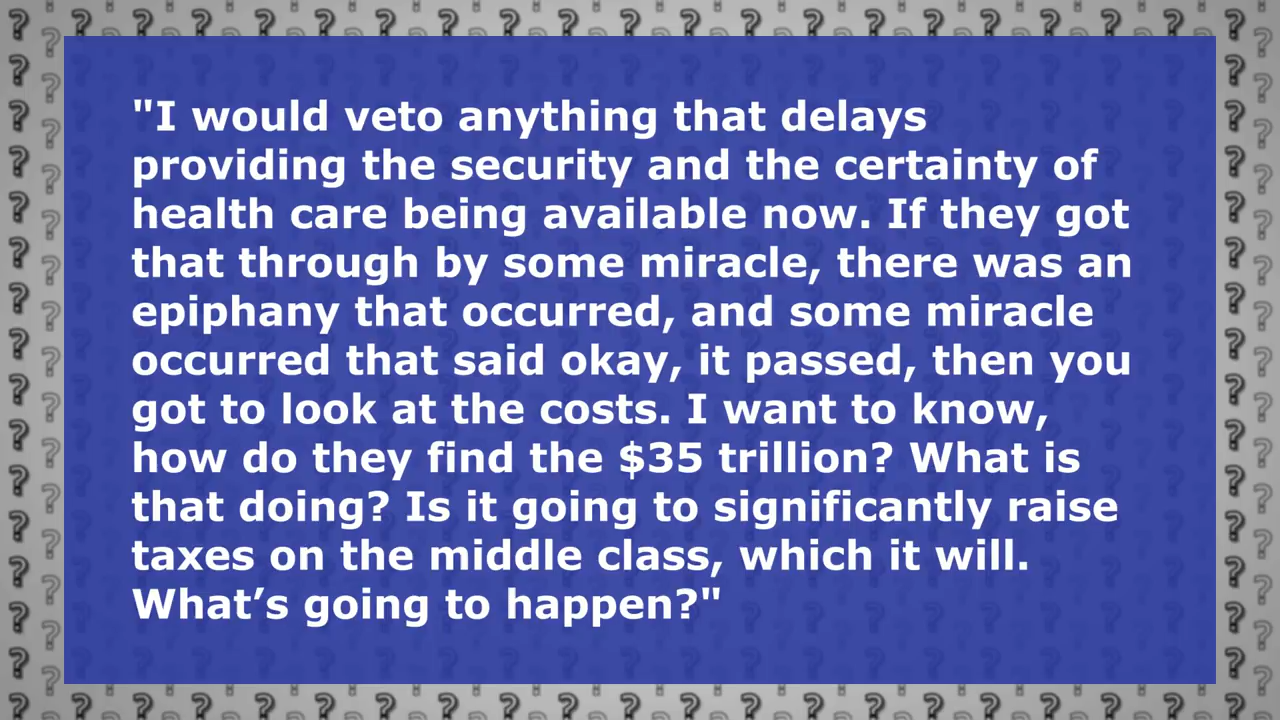 "I would veto anything that delays
providing the security and the certainty of
health care being available now. If they got
that through by some miracle, there was an
epiphany that occurred, and some miracle
occurred that said okay, it passed, then you
got to look at the costs. I want to know,
how do they find the $35 trillion? What is
that doing? Is it going to significantly raise
taxes on the middle class, which it will.
What’s going to happen?"